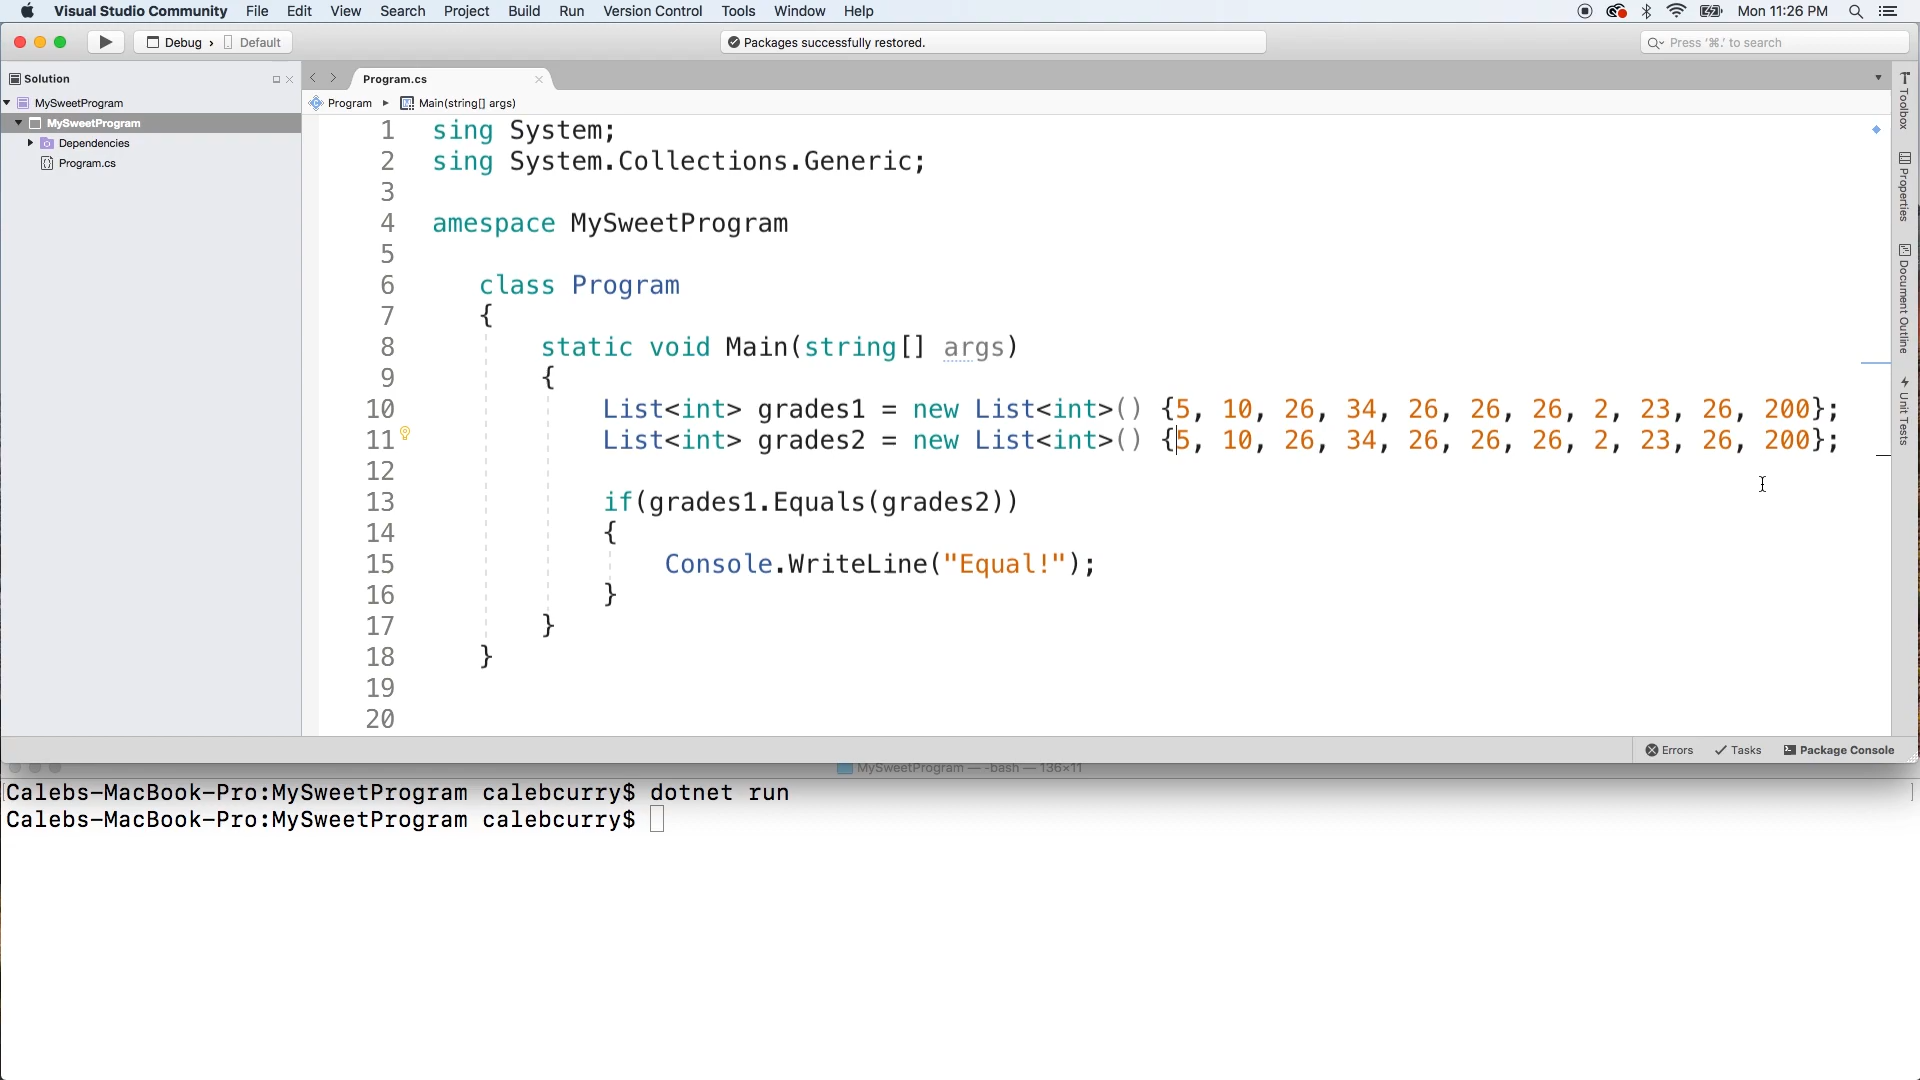 Visual Studio Community File Edit View Search Project Build Run Version Control Tools Window Help Mon 11:26 PM
Debug › Default
Packages successfully restored.
Press '⌘.' to search
Solution
Program.cs
MySweetProgram
Program ▸ Main(string[] args)
MySweetProgram
Dependencies
Program.cs
1 sing System;
2 sing System.Collections.Generic;
3
4 amespace MySweetProgram
5
6 class Program
7 {
8 static void Main(string[] args)
9 {
10 List<int> grades1 = new List<int>() {5, 10, 26, 34, 26, 26, 26, 2, 23, 26, 200};
11 List<int> grades2 = new List<int>() {5, 10, 26, 34, 26, 26, 26, 2, 23, 26, 200};
12
13 if(grades1.Equals(grades2))
14 {
15 Console.WriteLine("Equal!");
16 }
17 }
18 }
19
20
Toolbox
Properties
Document Outline
Unit Tests
Errors Tasks Package Console
MySweetProgram — -bash — 136×11
Calebs-MacBook-Pro:MySweetProgram calebcurry$ dotnet run
Calebs-MacBook-Pro:MySweetProgram calebcurry$